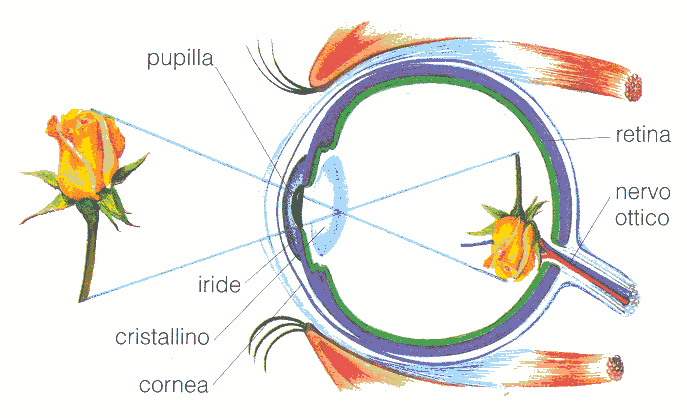 pupilla
retina
nervo
ottico
iride
cristallino
cornea